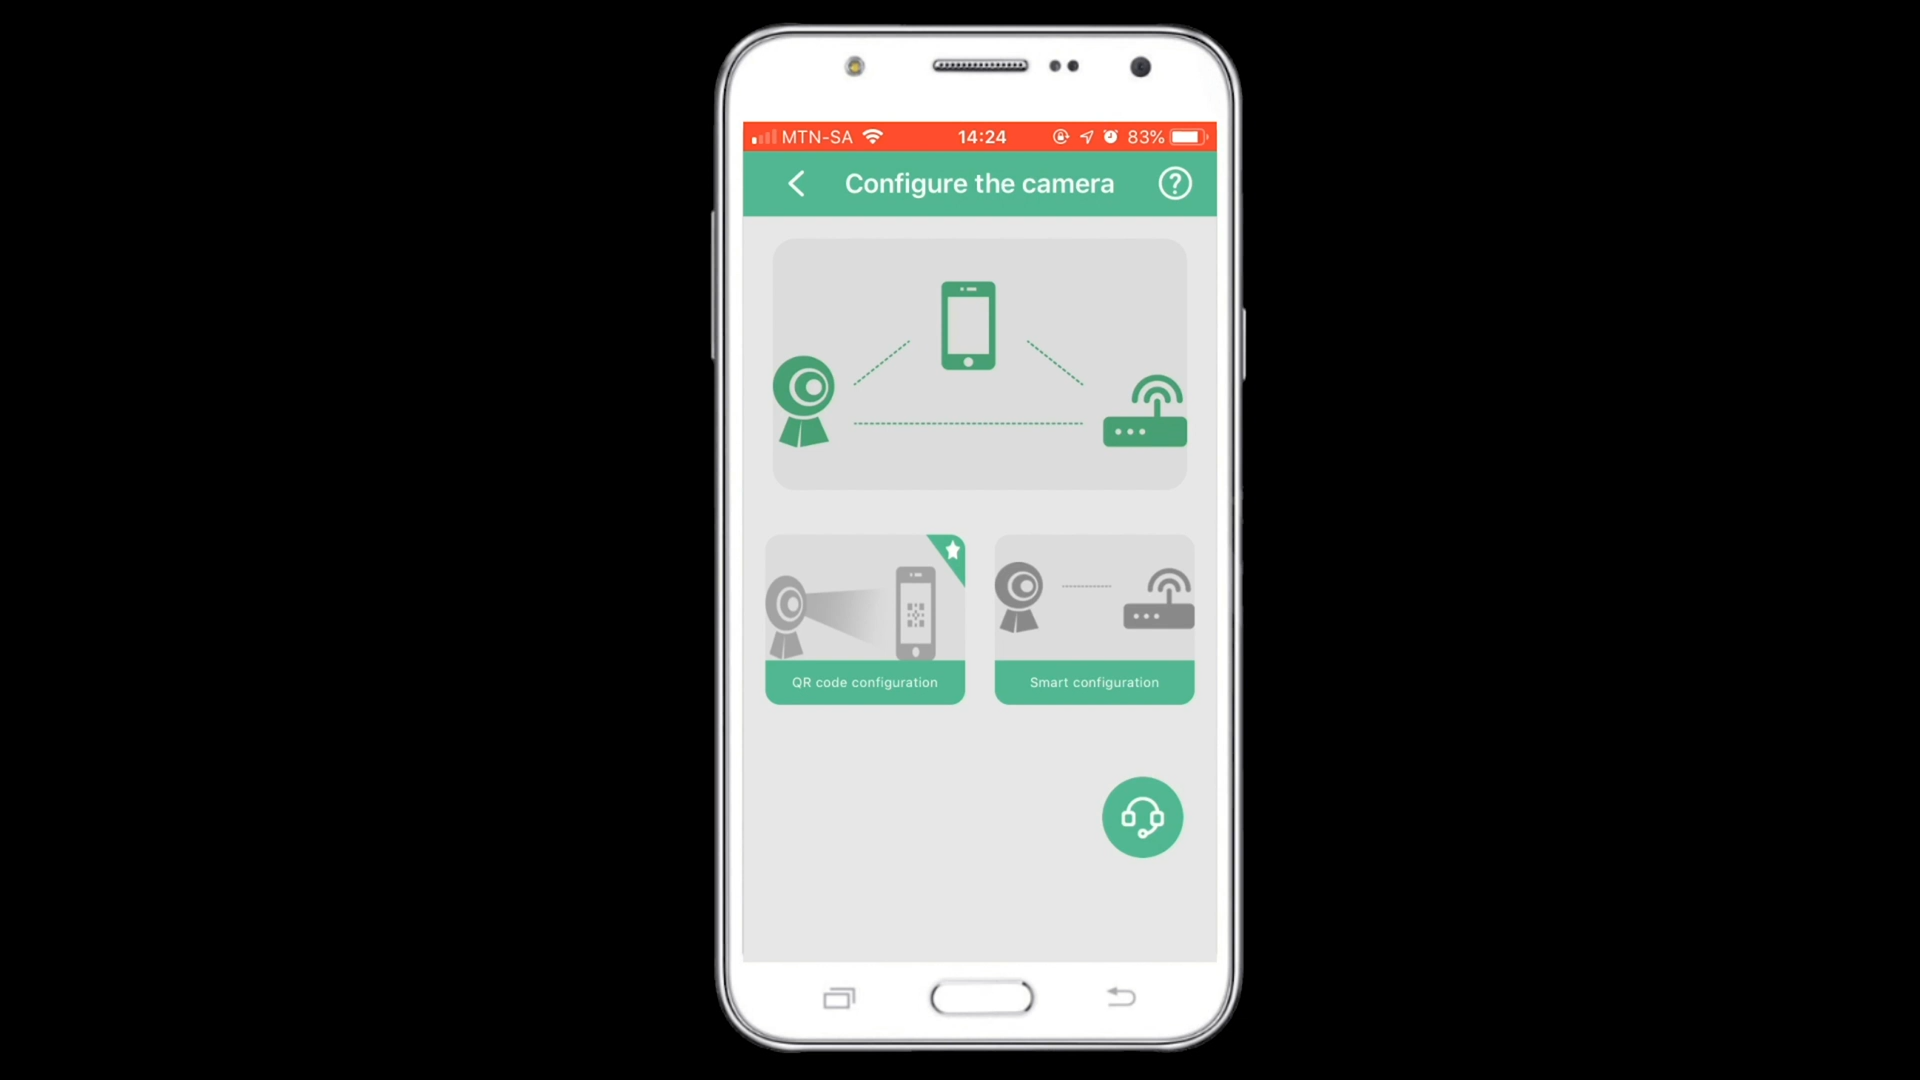 MTN-SA 14:24 83%
Configure the camera ?
QR code configuration
Smart configuration